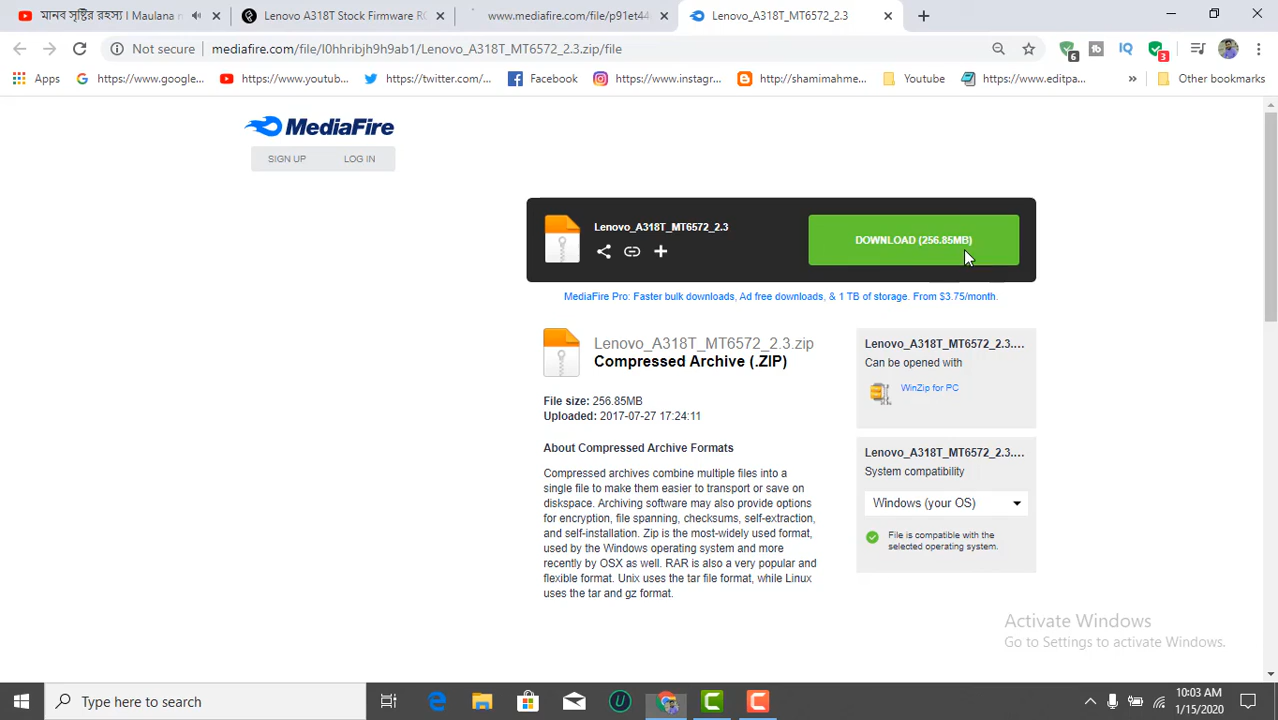 মানব সৃষ্টির রহস্য l Maulana m
Lenovo A318T Stock Firmware RO
www.mediafire.com/file/p91et44
Lenovo_A318T_MT6572_2.3
Not secure
mediafire.com/file/l0hhribjh9h9ab1/Lenovo_A318T_MT6572_2.3.zip/file
6
IQ
3
Apps
https://www.google...
https://www.youtub...
https://twitter.com/...
Facebook
https://www.instagr...
http://shamimahme...
Youtube
https://www.editpa...
»
Other bookmarks
MediaFire
SIGN UP
LOG IN
Lenovo_A318T_MT6572_2.3
DOWNLOAD (256.85MB)
MediaFire Pro: Faster bulk downloads, Ad free downloads, & 1 TB of storage. From $3.75/month.
Lenovo_A318T_MT6572_2.3.zip
Compressed Archive (.ZIP)
File size: 256.85MB
Uploaded: 2017-07-27 17:24:11
About Compressed Archive Formats
Compressed archives combine multiple files into a
single file to make them easier to transport or save on
diskspace. Archiving software may also provide options
for encryption, file spanning, checksums, self-extraction,
and self-installation. Zip is the most-widely used format,
used by the Windows operating system and more
recently by OSX as well. RAR is also a very popular and
flexible format. Unix uses the tar file format, while Linux
uses the tar and gz format.
Lenovo_A318T_MT6572_2.3....
Can be opened with
WinZip for PC
Lenovo_A318T_MT6572_2.3....
System compatibility
Windows (your OS)
File is compatible with the
selected operating system.
Activate Windows
Go to Settings to activate Windows.
Type here to search
10:03 AM
1/15/2020